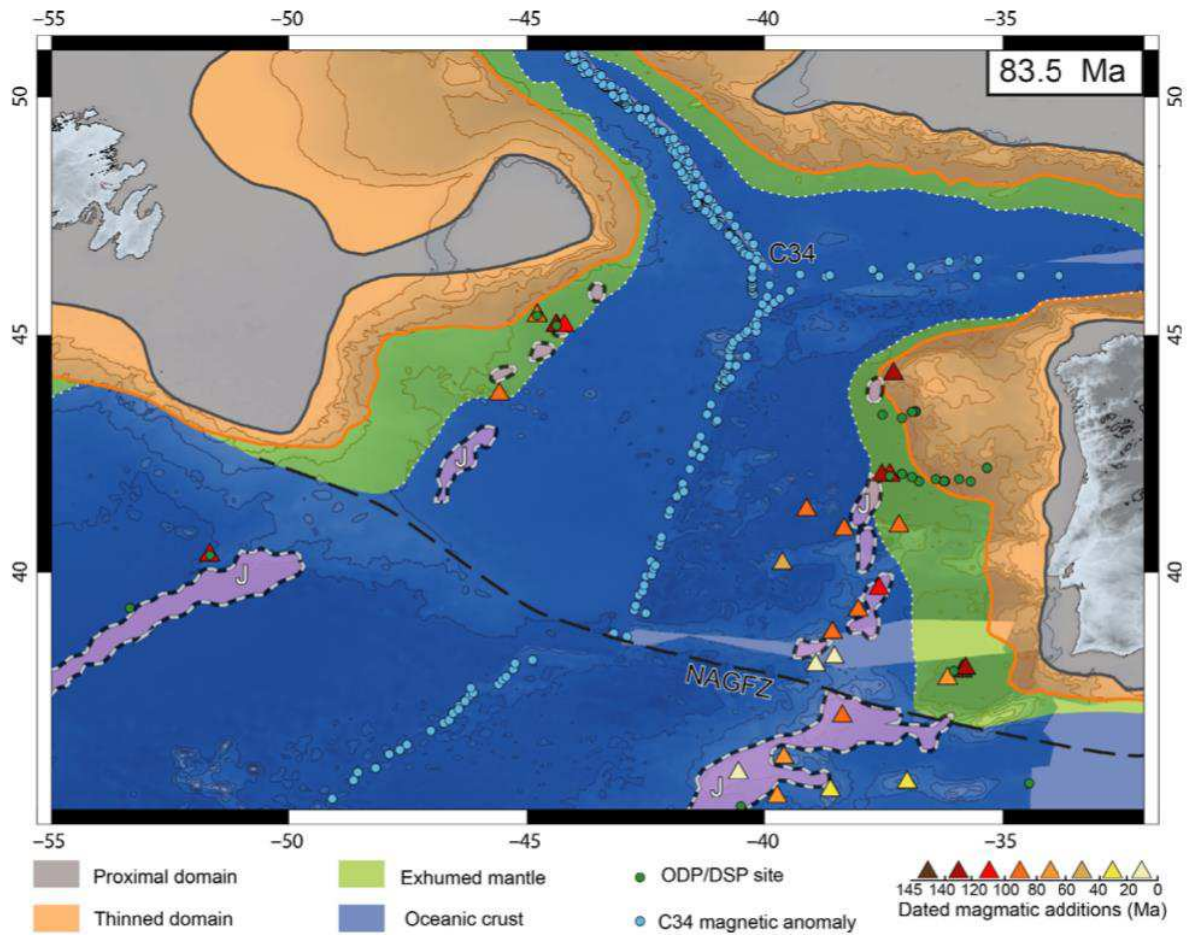 −55 −50 −45 −40 −35
83.5 Ma
50 50
C34
45 45
J
J
40 40
J
NAGFZ
J
−55 −50 −45 −40 −35
Proximal domain
Exhumed mantle
ODP/DSP site
145 140 120 100 80 60 40 20 0
Thinned domain
Oceanic crust
C34 magnetic anomaly
Dated magmatic additions (Ma)